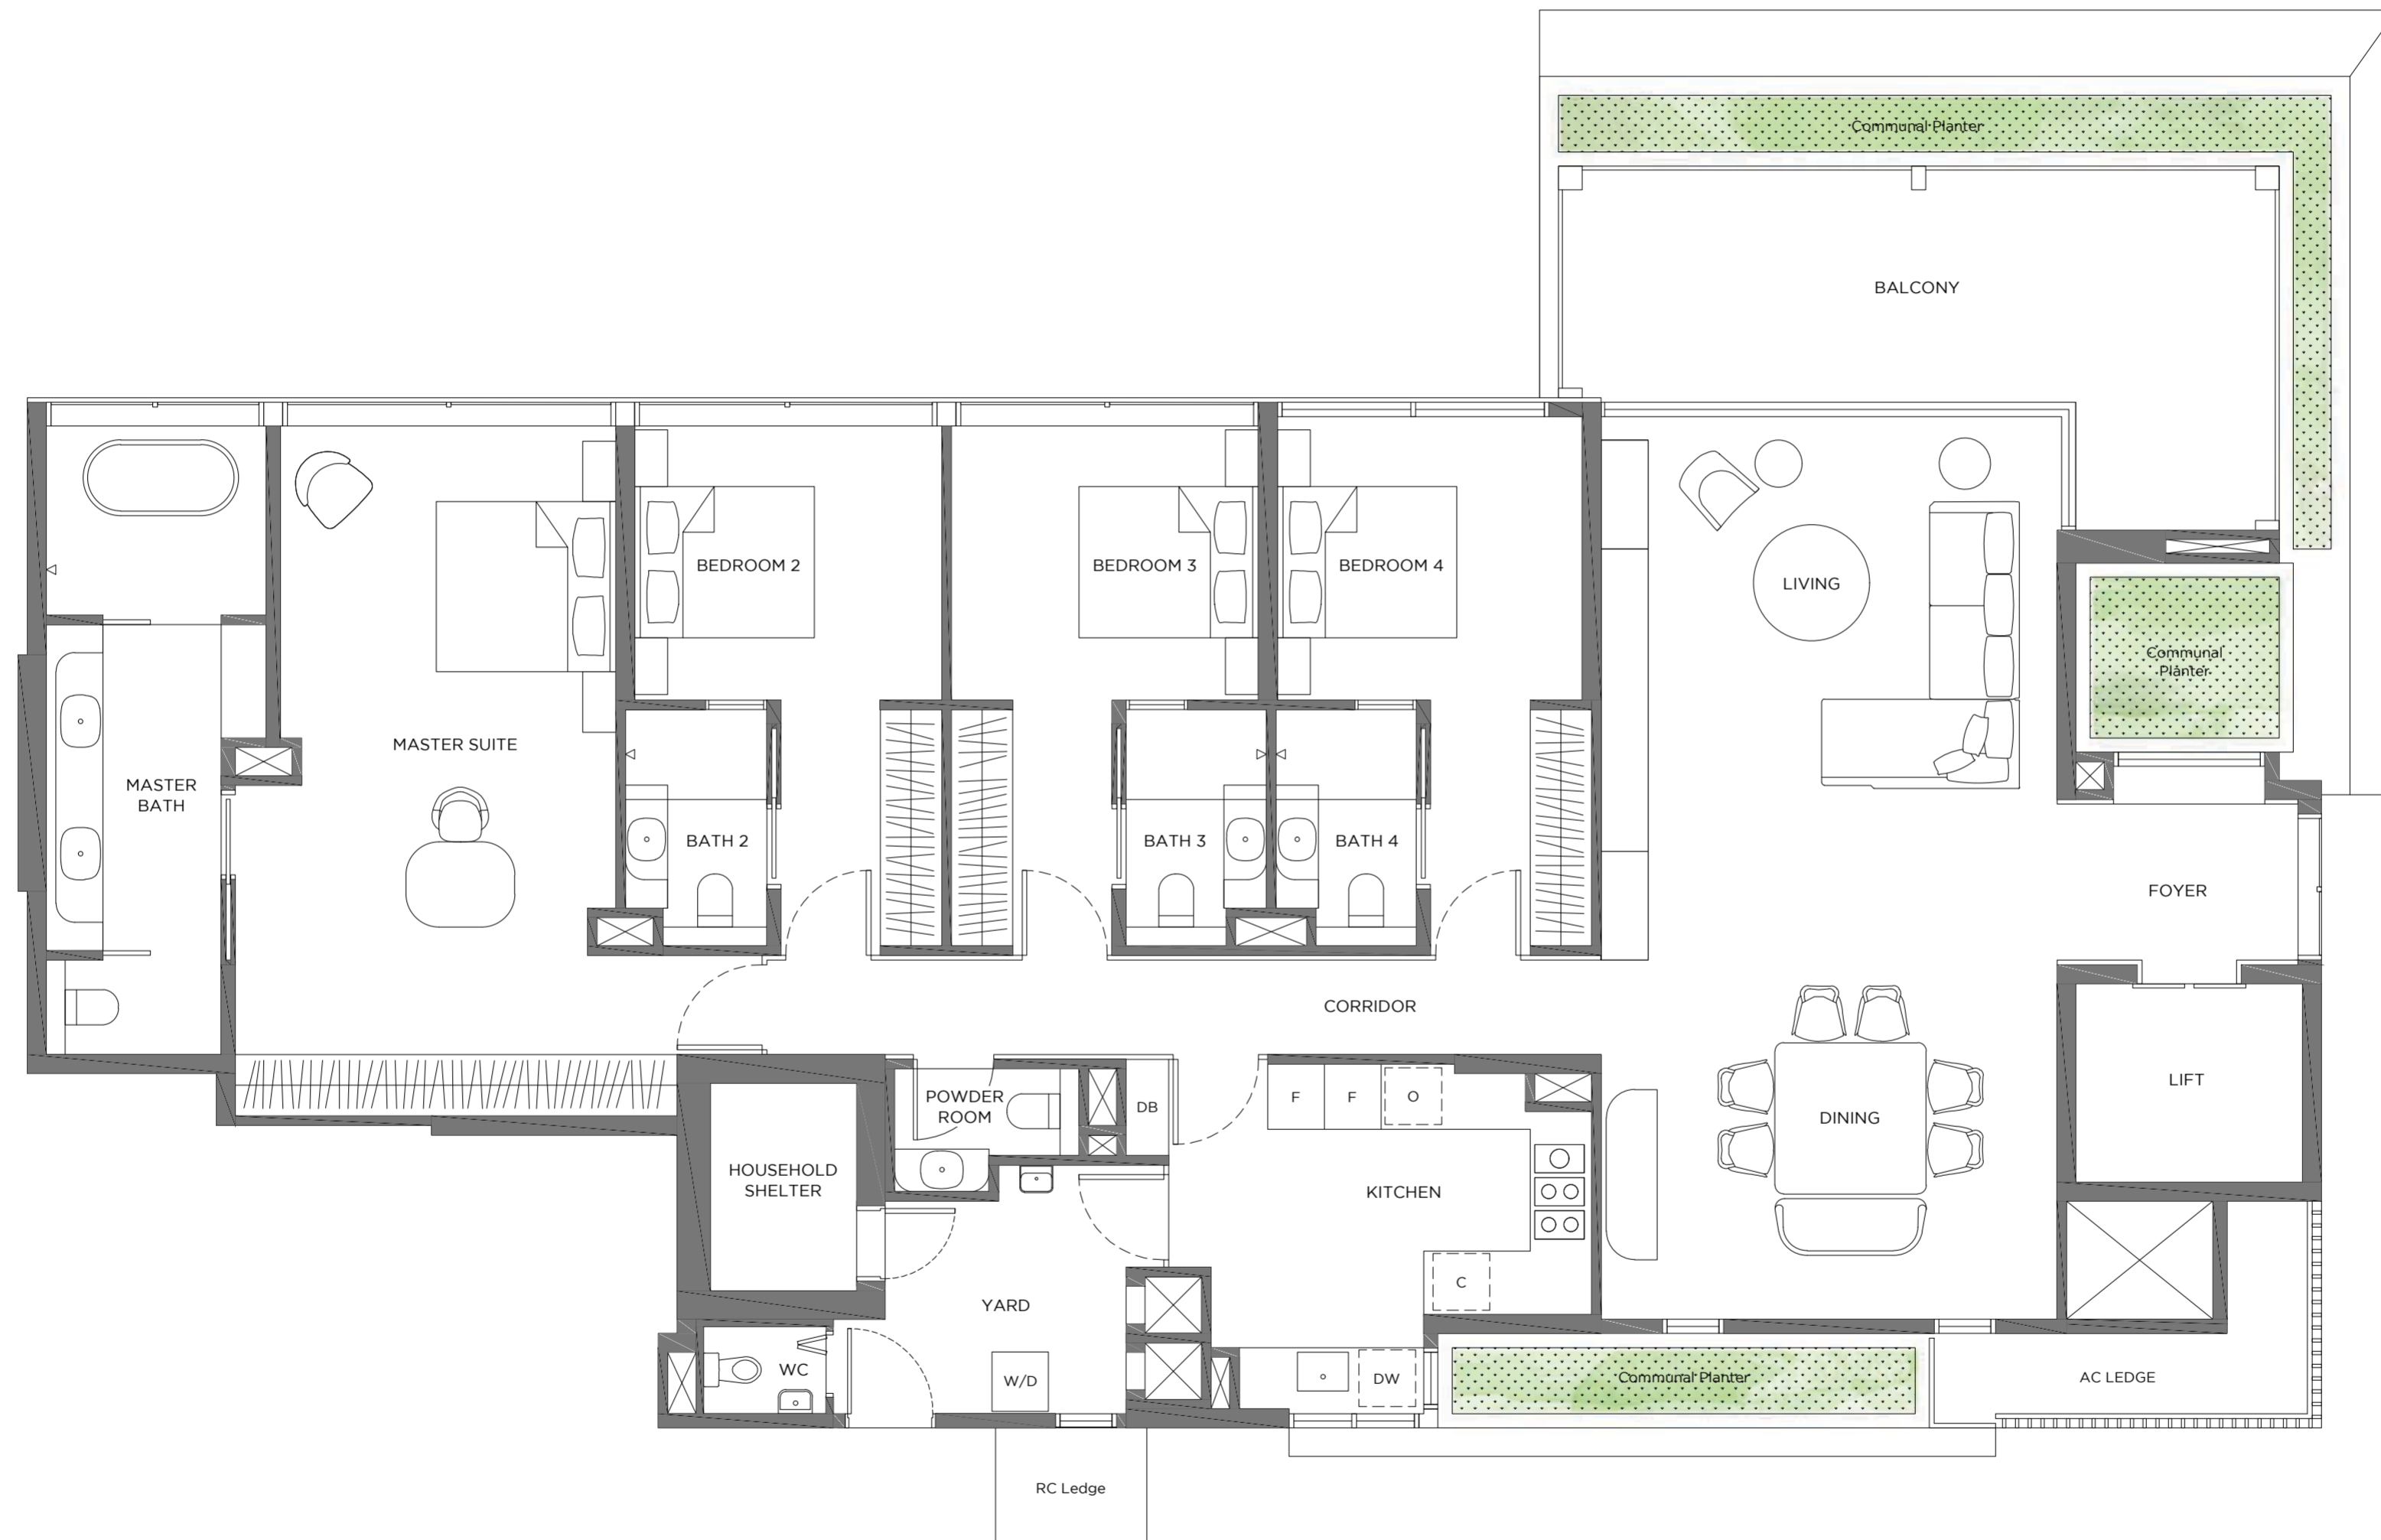 Communal Planter
BALCONY
BEDROOM 2
BEDROOM 3
BEDROOM 4
LIVING
Communal
Planter
MASTER SUITE
MASTER
BATH
BATH 2
BATH 3
BATH 4
FOYER
CORRIDOR
LIFT
POWDER
ROOM
DB
F
F
O
DINING
HOUSEHOLD
SHELTER
KITCHEN
C
YARD
WC
W/D
DW
Communal Planter
AC LEDGE
RC Ledge